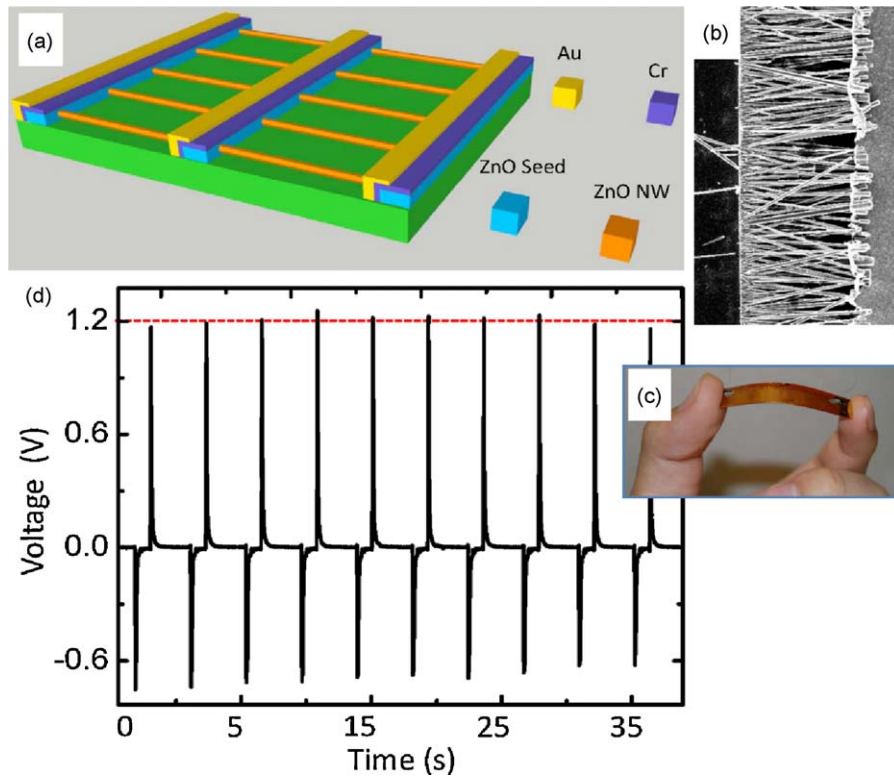 (a)
Au
Cr
ZnO Seed
ZnO NW
(b)
(c)
(d)
1.2
0.6
0.0
-0.6
Voltage (V)
0 5 15 25 35
Time (s)